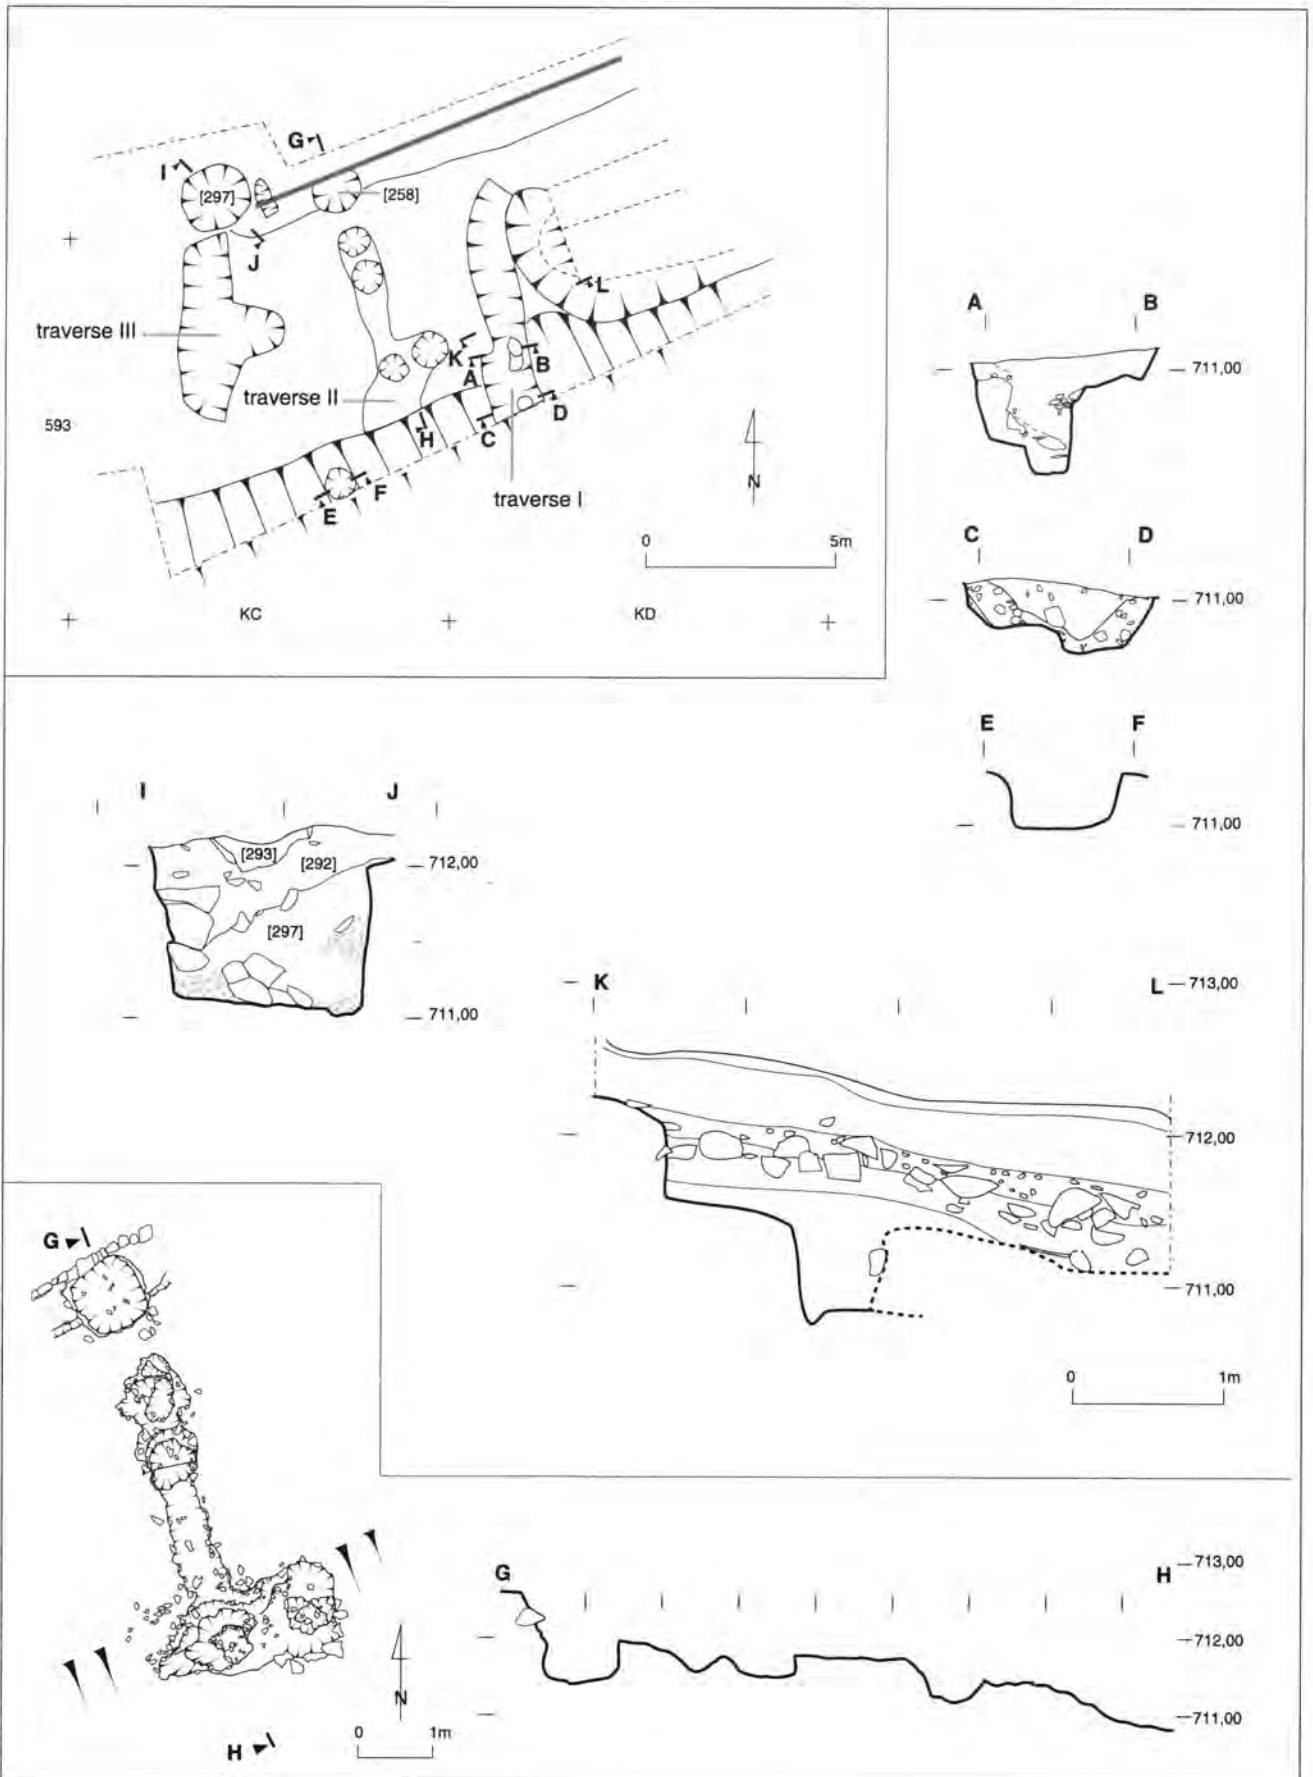 G
I
[297]
[258]
J
L
traverse III
K
A
B
traverse II
593
H
C
D
F
E
traverse I
N
0 5m
KC
KD
A B
711,00
C D
711,00
E F
711,00
I J
[293]
[292]
712,00
[297]
711,00
K L
713,00
712,00
711,00
0 1m
G
N
0 1m
H
G H
713,00
712,00
711,00